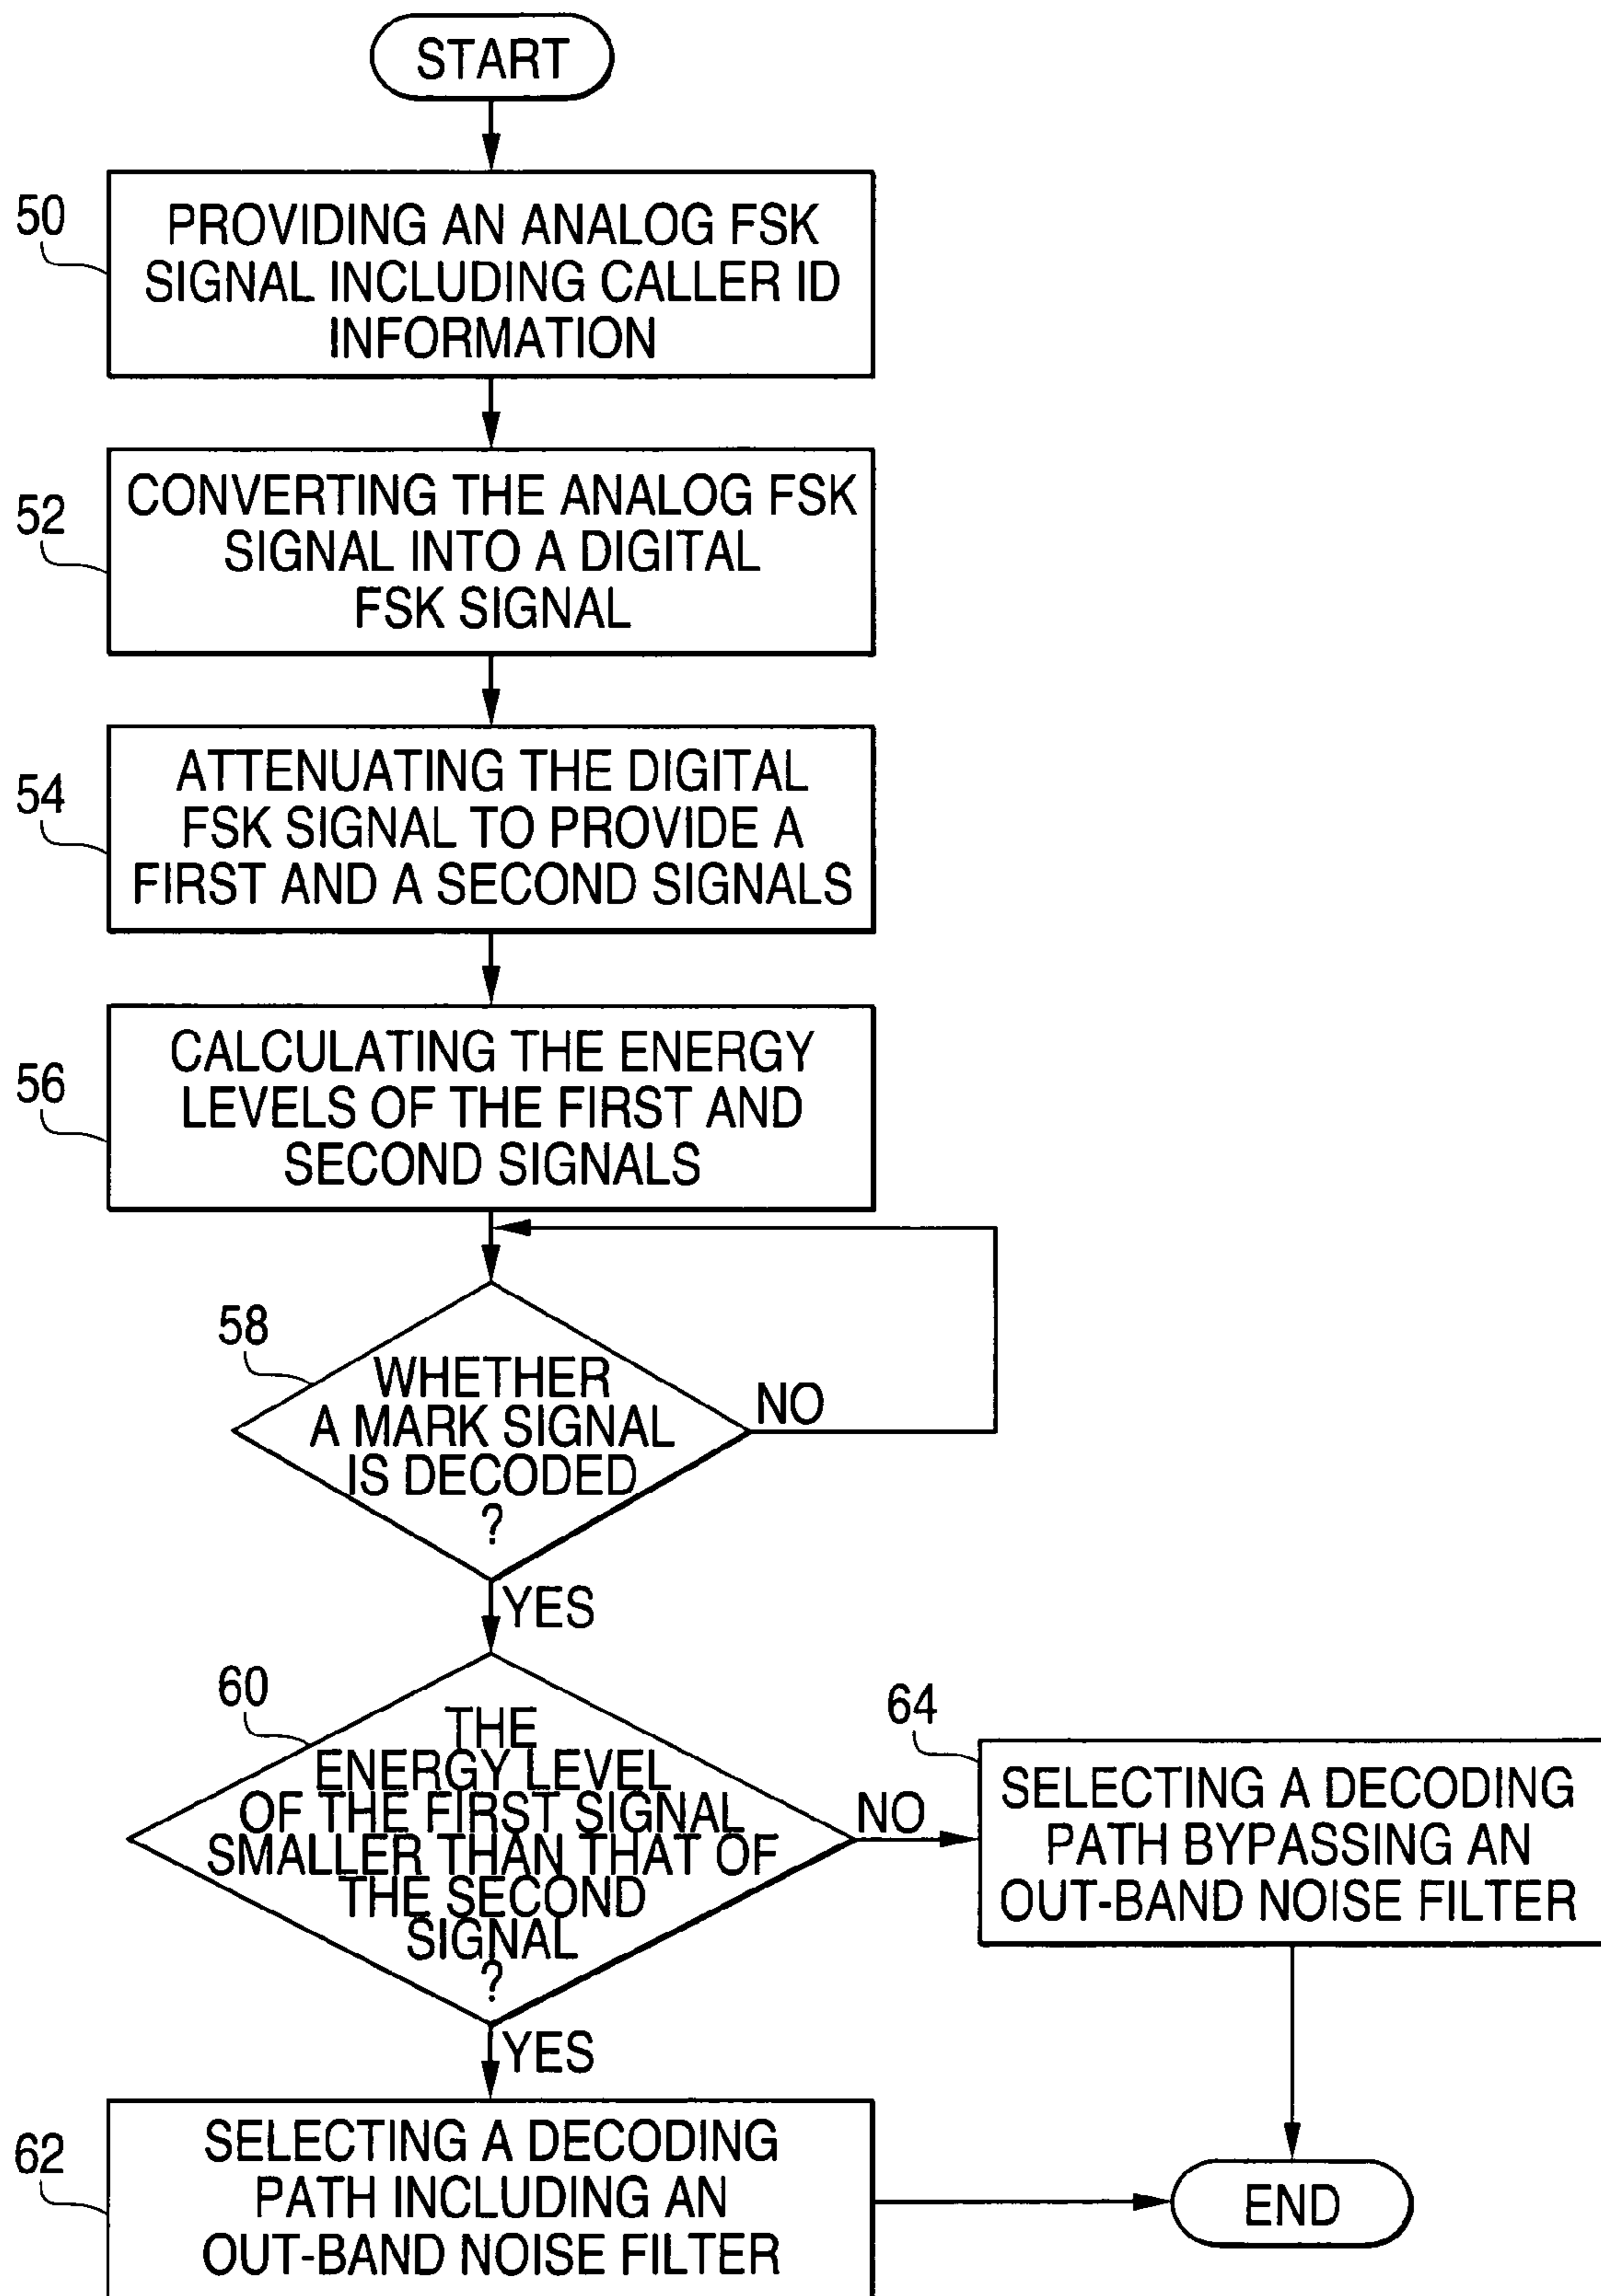 START
50
PROVIDING AN ANALOG FSK
SIGNAL INCLUDING CALLER ID
INFORMATION
52
CONVERTING THE ANALOG FSK
SIGNAL INTO A DIGITAL
FSK SIGNAL
54
ATTENUATING THE DIGITAL
FSK SIGNAL TO PROVIDE A
FIRST AND A SECOND SIGNALS
56
CALCULATING THE ENERGY
LEVELS OF THE FIRST AND
SECOND SIGNALS
58
WHETHER
A MARK SIGNAL
IS DECODED
?
NO
YES
60
THE
ENERGY LEVEL
OF THE FIRST SIGNAL
SMALLER THAN THAT OF
THE SECOND
SIGNAL
?
NO
YES
64
SELECTING A DECODING
PATH BYPASSING AN
OUT-BAND NOISE FILTER
62
SELECTING A DECODING
PATH INCLUDING AN
OUT-BAND NOISE FILTER
END